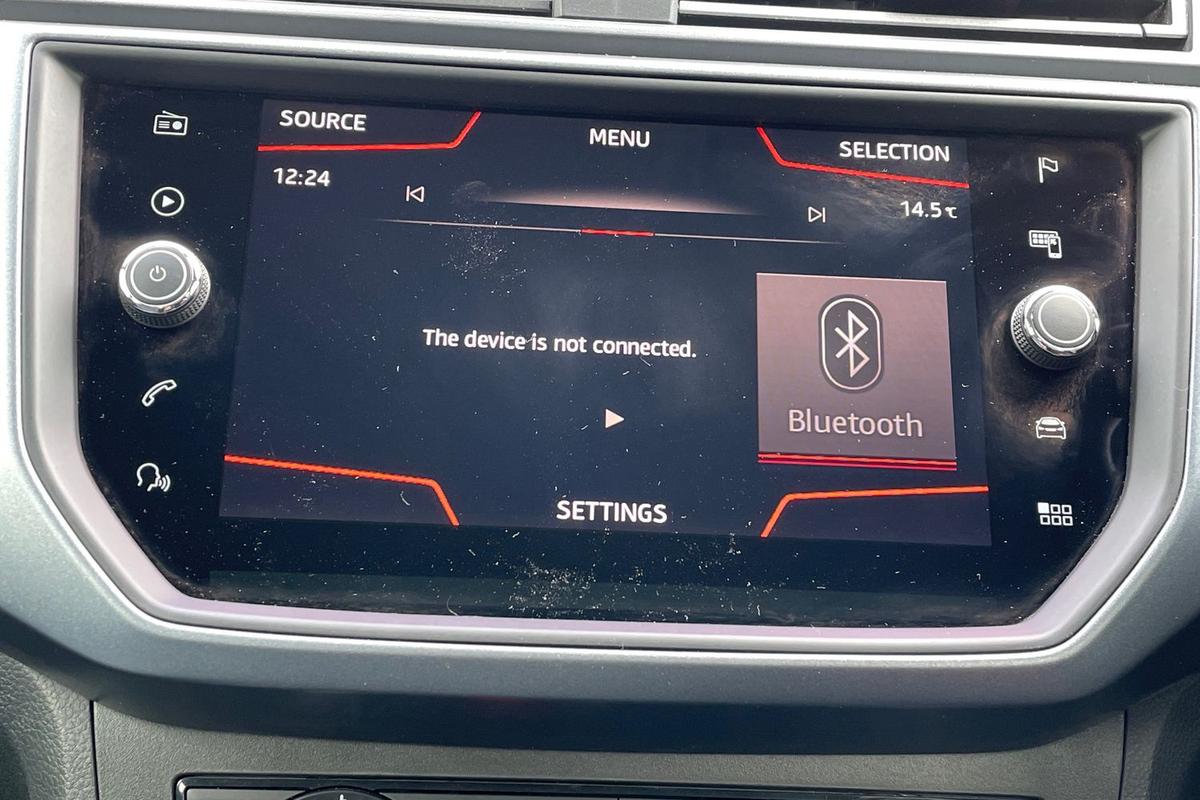 SOURCE
MENU
SELECTION
12:24
14.5℃
The device is not connected.
Bluetooth
SETTINGS